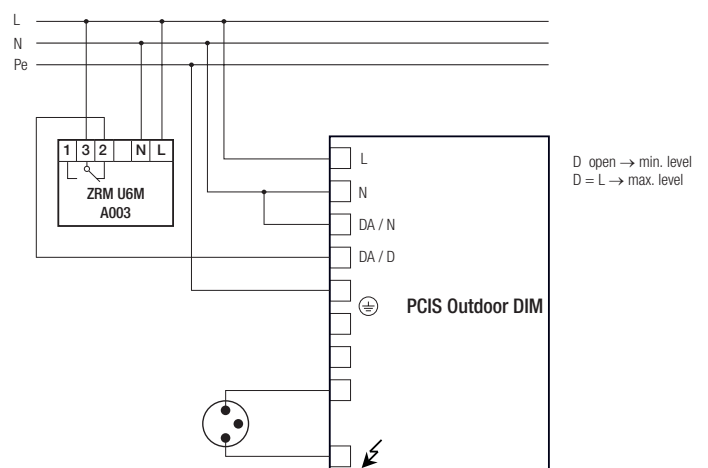 L
N
Pe
1 3 2 N L
ZRM U6M
A003
L
N
DA / N
DA / D
PCIS Outdoor DIM
D open → min. level
D = L → max. level